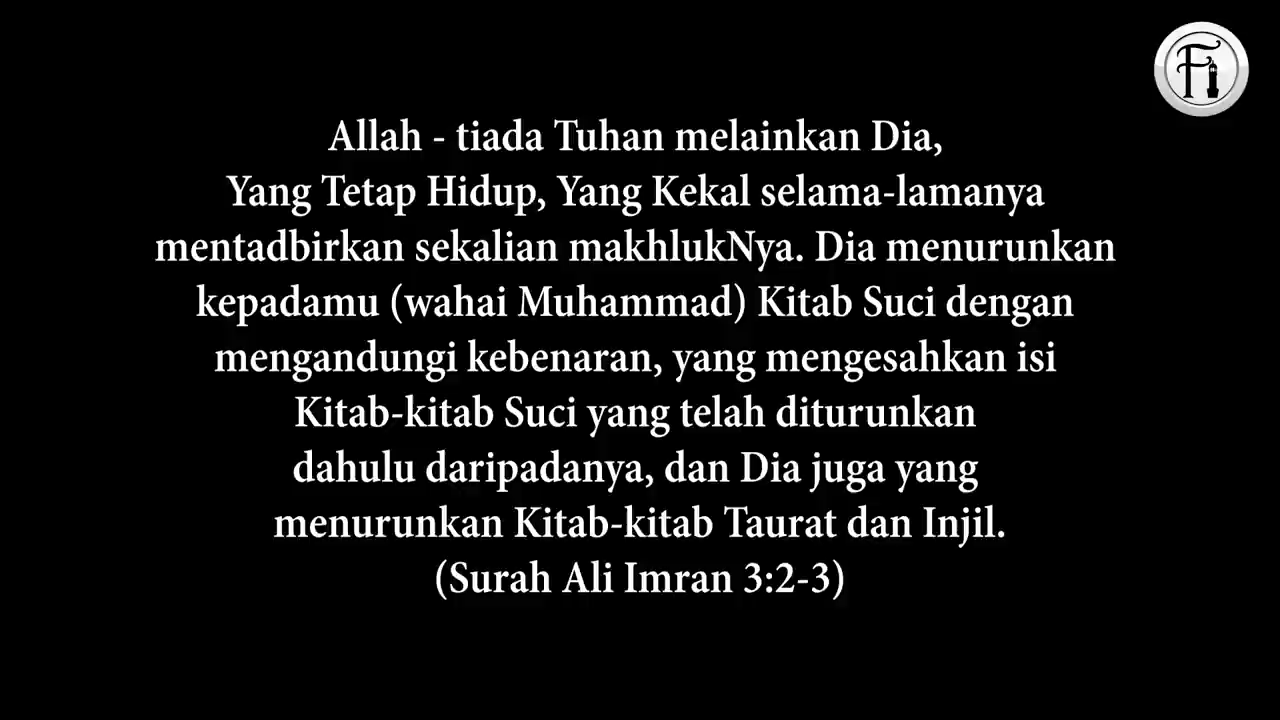 Fi
Allah - tiada Tuhan melainkan Dia,
Yang Tetap Hidup, Yang Kekal selama-lamanya
mentadbirkan sekalian makhlukNya. Dia menurunkan
kepadamu (wahai Muhammad) Kitab Suci dengan
mengandungi kebenaran, yang mengesahkan isi
Kitab-kitab Suci yang telah diturunkan
dahulu daripadanya, dan Dia juga yang
menurunkan Kitab-kitab Taurat dan Injil.
(Surah Ali Imran 3:2-3)